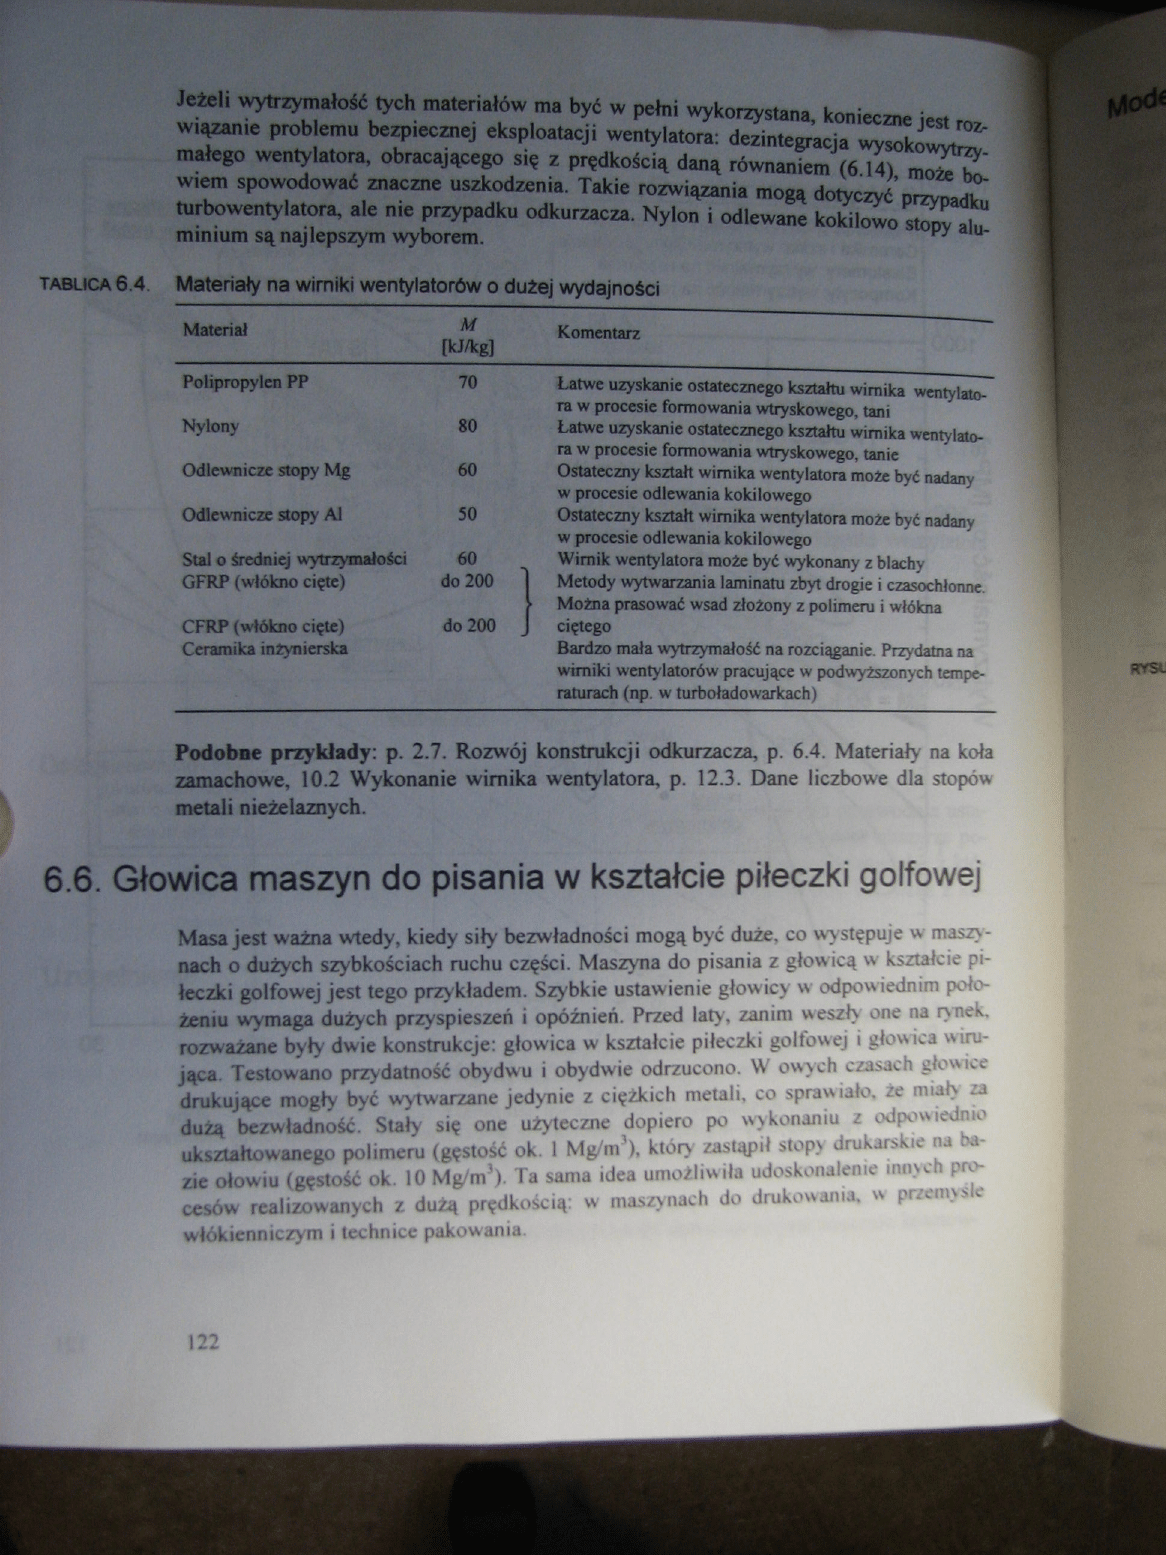 Jeżeli wytrzymałość tych materiałów ma być w pełni wykorzystana, konieczne jest roz-
wiązanie problemu bezpiecznej eksploatacji wentylatora: dezintegracja wysokowytrzy-
małego wentylatora, obracającego się z prędkością daną równaniem (6.14), może bo-
wiem spowodować znaczne uszkodzenia. Takie rozwiązania mogą dotyczyć przypadku
turbowentylatora, ale nie przypadku odkurzacza. Nylon i odlewane kokilowo stopy alu-
minium są najlepszym wyborem.
TABLICA 6.4. Materiały na wirniki wentylatorów o dużej wydajności
Materiał M Komentarz
[kJ/kg]
Polipropylen PP 70 Łatwe uzyskanie ostatecznego kształtu wirnika wentylato-
ra w procesie formowania wtryskowego, tani
Nylony 80 Łatwe uzyskanie ostatecznego kształtu wirnika wentylato-
ra w procesie formowania wtryskowego, tanie
Odlewnicze stopy Mg 60 Ostateczny kształt wirnika wentylatora może być nadany
w procesie odlewania kokilowego
Odlewnicze stopy Al 50 Ostateczny kształt wirnika wentylatora może być nadany
w procesie odlewania kokilowego
Stal o średniej wytrzymałości 60 Wirnik wentylatora może być wykonany z blachy
GFRP (włókno cięte) do 200 Metody wytwarzania laminatu zbyt drogie i czasochłonne.
Można prasować wsad złożony z polimeru i włókna
CFRP (włókno cięte) do 200 ciętego
Ceramika inżynierska Bardzo mała wytrzymałość na rozciąganie. Przydatna na
wirniki wentylatorów pracujące w podwyższonych tempe-
raturach (np. w turboładowarkach)
Podobne przykłady: p. 2.7. Rozwój konstrukcji odkurzacza, p. 6.4. Materiały na koła
zamachowe, 10.2 Wykonanie wirnika wentylatora, p. 12.3. Dane liczbowe dla stopów
metali nieżelaznych.
6.6. Głowica maszyn do pisania w kształcie piłeczki golfowej
Masa jest ważna wtedy, kiedy siły bezwładności mogą być duże, co występuje w maszy-
nach o dużych szybkościach ruchu części. Maszyna do pisania z głowicą w kształcie pi-
łeczki golfowej jest tego przykładem. Szybkie ustawienie głowicy w odpowiednim poło-
żeniu wymaga dużych przyspieszeń i opóźnień. Przed laty, zanim weszły one na rynek,
rozważane były dwie konstrukcje: głowica w kształcie piłeczki golfowej i głowica wiru-
jąca. Testowano przydatność obydwu i obydwie odrzucono. W owych czasach głowice
drukujące mogły być wytwarzane jedynie z ciężkich metali, co sprawiało, że miały za
dużą bezwładność. Stały się one użyteczne dopiero po wykonaniu z odpowiednio
ukształtowanego polimeru (gęstość ok. 1 Mg/m³), który zastąpił stopy drukarskie na ba-
zie ołowiu (gęstość ok. 10 Mg/m³). Ta sama idea umożliwiła udoskonalenie innych pro-
cesów realizowanych z dużą prędkością: w maszynach do drukowania, w przemyśle
włókienniczym i technice pakowania.
122
Mode
RYSU